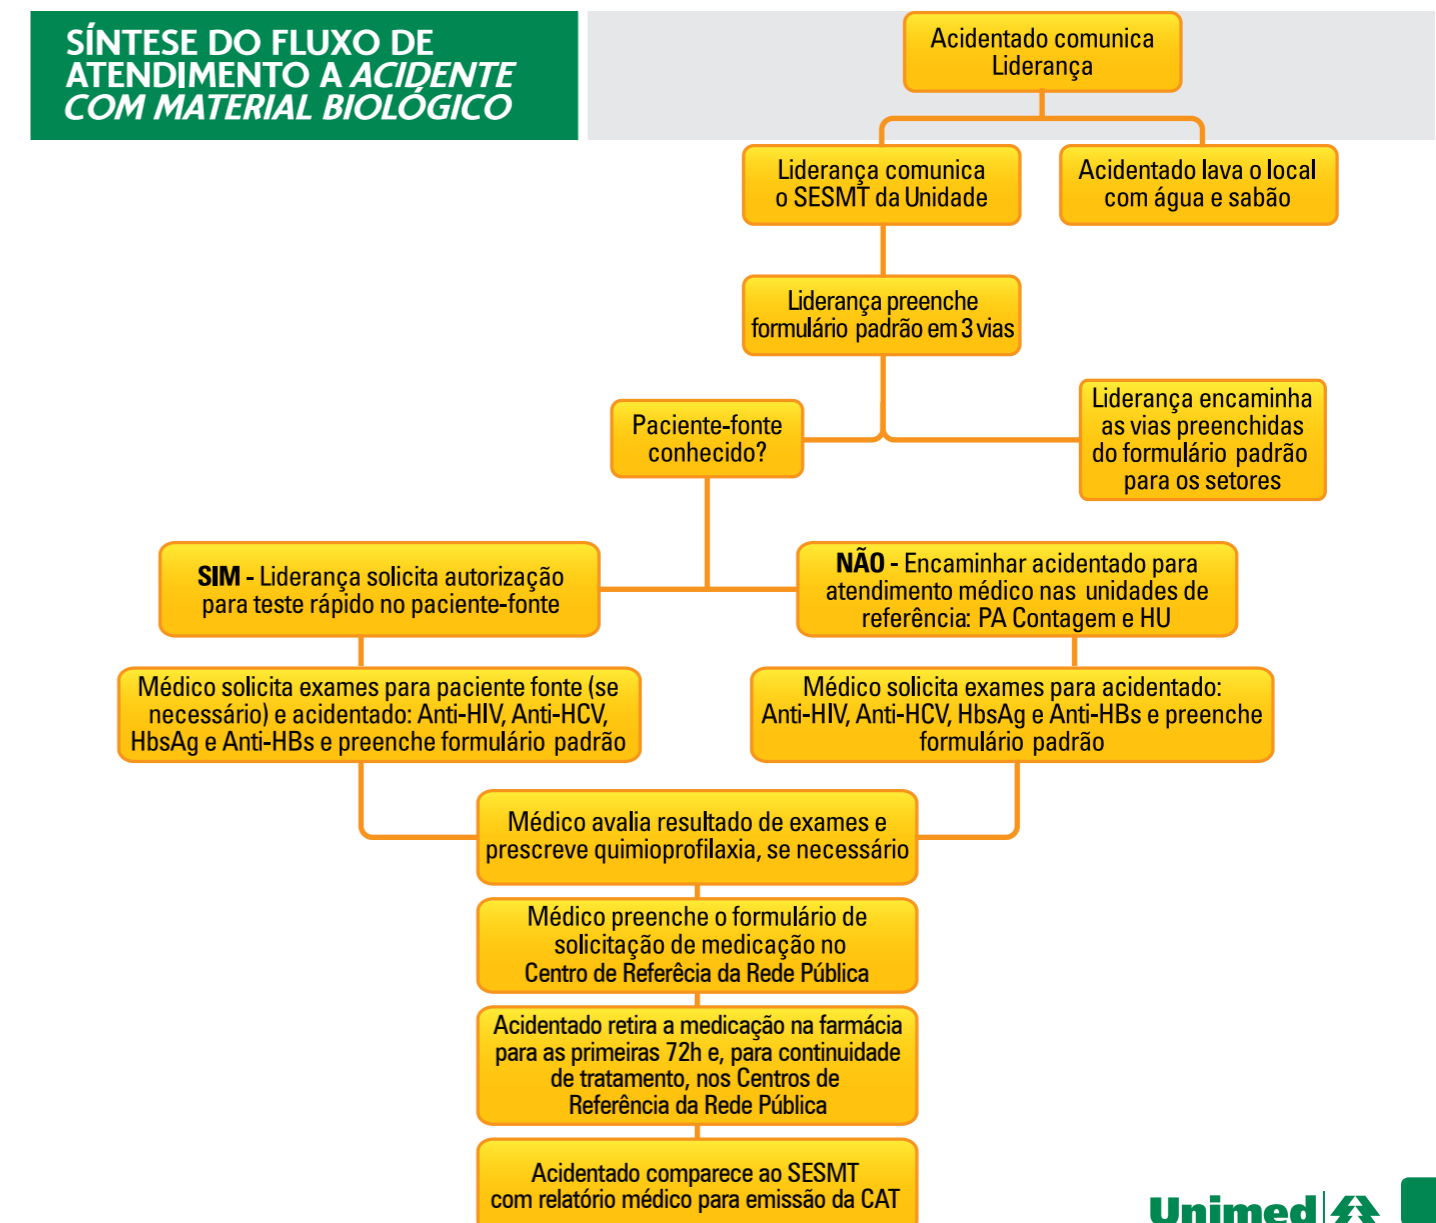 SÍNTESE DO FLUXO DE
ATENDIMENTO A ACIDENTE
COM MATERIAL BIOLÓGICO
Acidentado comunica
Liderança
Liderança comunica
o SESMT da Unidade
Acidentado lava o local
com água e sabão
Liderança preenche
formulário padrão em 3 vias
Paciente-fonte
conhecido?
Liderança encaminha
as vias preenchidas
do formulário padrão
para os setores
SIM - Liderança solicita autorização
para teste rápido no paciente-fonte
NÃO - Encaminhar acidentado para
atendimento médico nas unidades de
referência: PA Contagem e HU
Médico solicita exames para paciente fonte (se
necessário) e acidentado: Anti-HIV, Anti-HCV,
HbsAg e Anti-HBs e preenche formulário padrão
Médico solicita exames para acidentado:
Anti-HIV, Anti-HCV, HbsAg e Anti-HBs e preenche
formulário padrão
Médico avalia resultado de exames e
prescreve quimioprofilaxia, se necessário
Médico preenche o formulário de
solicitação de medicação no
Centro de Referêcia da Rede Pública
Acidentado retira a medicação na farmácia
para as primeiras 72h e, para continuidade
de tratamento, nos Centros de
Referência da Rede Pública
Acidentado comparece ao SESMT
com relatório médico para emissão da CAT
Unimed